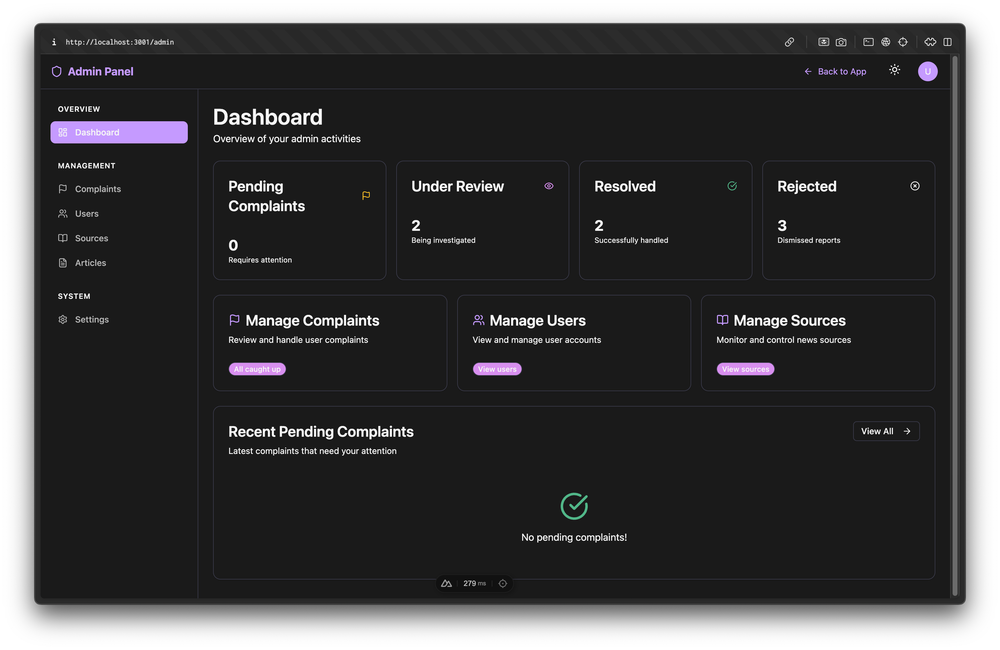 i http://localhost:3001/admin
Admin Panel
Back to App
U
OVERVIEW
Dashboard
MANAGEMENT
Complaints
Users
Sources
Articles
SYSTEM
Settings
Dashboard
Overview of your admin activities
Pending
Complaints
0
Requires attention
Under Review
2
Being investigated
Resolved
2
Successfully handled
Rejected
3
Dismissed reports
Manage Complaints
Review and handle user complaints
All caught up
Manage Users
View and manage user accounts
View users
Manage Sources
Monitor and control news sources
View sources
Recent Pending Complaints
Latest complaints that need your attention
View All
No pending complaints!
279 ms